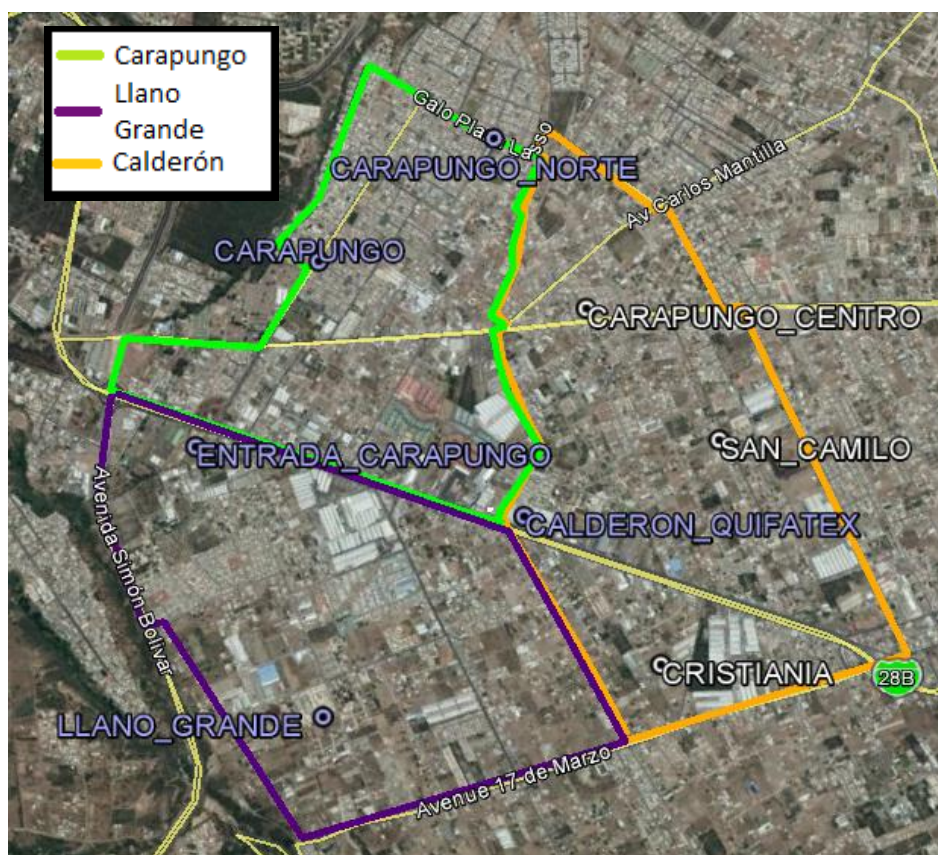 Carapungo
Llano
Grande
Calderón
Galo Plaza Lasso
CARAPUNGO_NORTE
Av Carlos Mantilla
CARAPUNGO
CARAPUNGO_CENTRO
ENTRADA_CARAPUNGO
SAN_CAMILO
Avenida Simón Bolívar
CALDERON_QUIFATEX
CRISTIANIA
28B
LLANO_GRANDE
Avenue 17 de Marzo